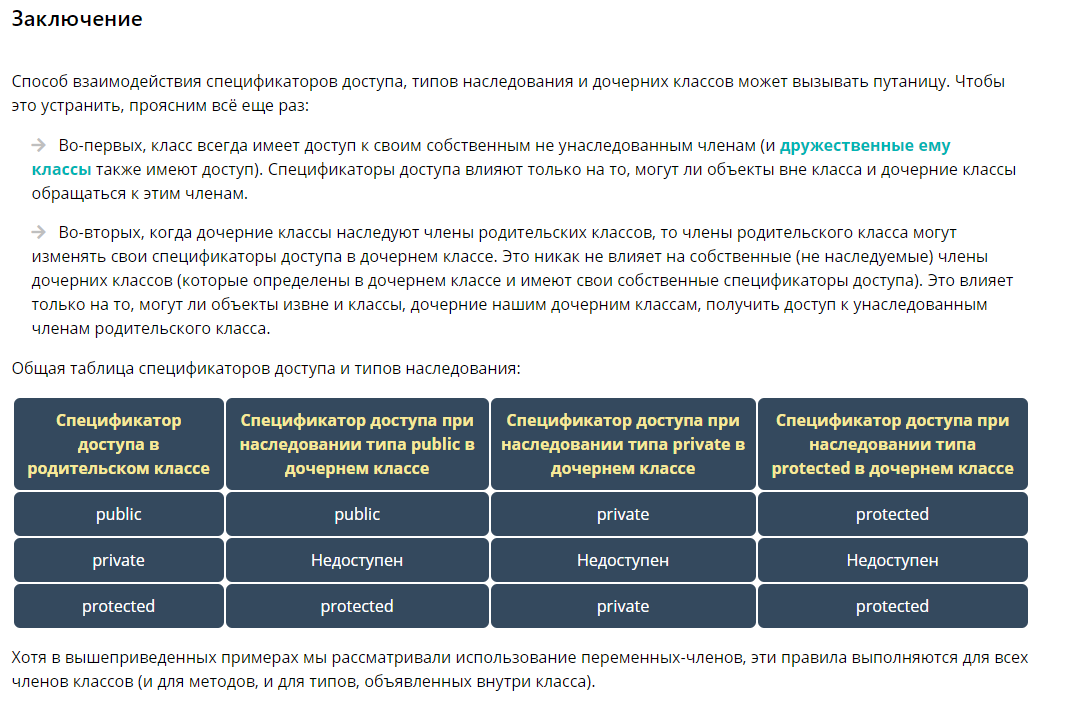 Заключение
Способ взаимодействия спецификаторов доступа, типов наследования и дочерних классов может вызывать путаницу. Чтобы
это устранить, проясним всё еще раз:
→ Во-первых, класс всегда имеет доступ к своим собственным не унаследованным членам (и дружественные ему
классы также имеют доступ). Спецификаторы доступа влияют только на то, могут ли объекты вне класса и дочерние классы
обращаться к этим членам.
→ Во-вторых, когда дочерние классы наследуют члены родительских классов, то члены родительского класса могут
изменять свои спецификаторы доступа в дочернем классе. Это никак не влияет на собственные (не наследуемые) члены
дочерних классов (которые определены в дочернем классе и имеют свои собственные спецификаторы доступа). Это влияет
только на то, могут ли объекты извне и классы, дочерние нашим дочерним классам, получить доступ к унаследованным
членам родительского класса.
Общая таблица спецификаторов доступа и типов наследования:
Спецификатор
доступа в
родительском классе
Спецификатор доступа при
наследовании типа public в
дочернем классе
Спецификатор доступа при
наследовании типа private в
дочернем классе
Спецификатор доступа при
наследовании типа
protected в дочернем классе
public public private protected
private Недоступен Недоступен Недоступен
protected protected private protected
Хотя в вышеприведенных примерах мы рассматривали использование переменных-членов, эти правила выполняются для всех
членов классов (и для методов, и для типов, объявленных внутри класса).